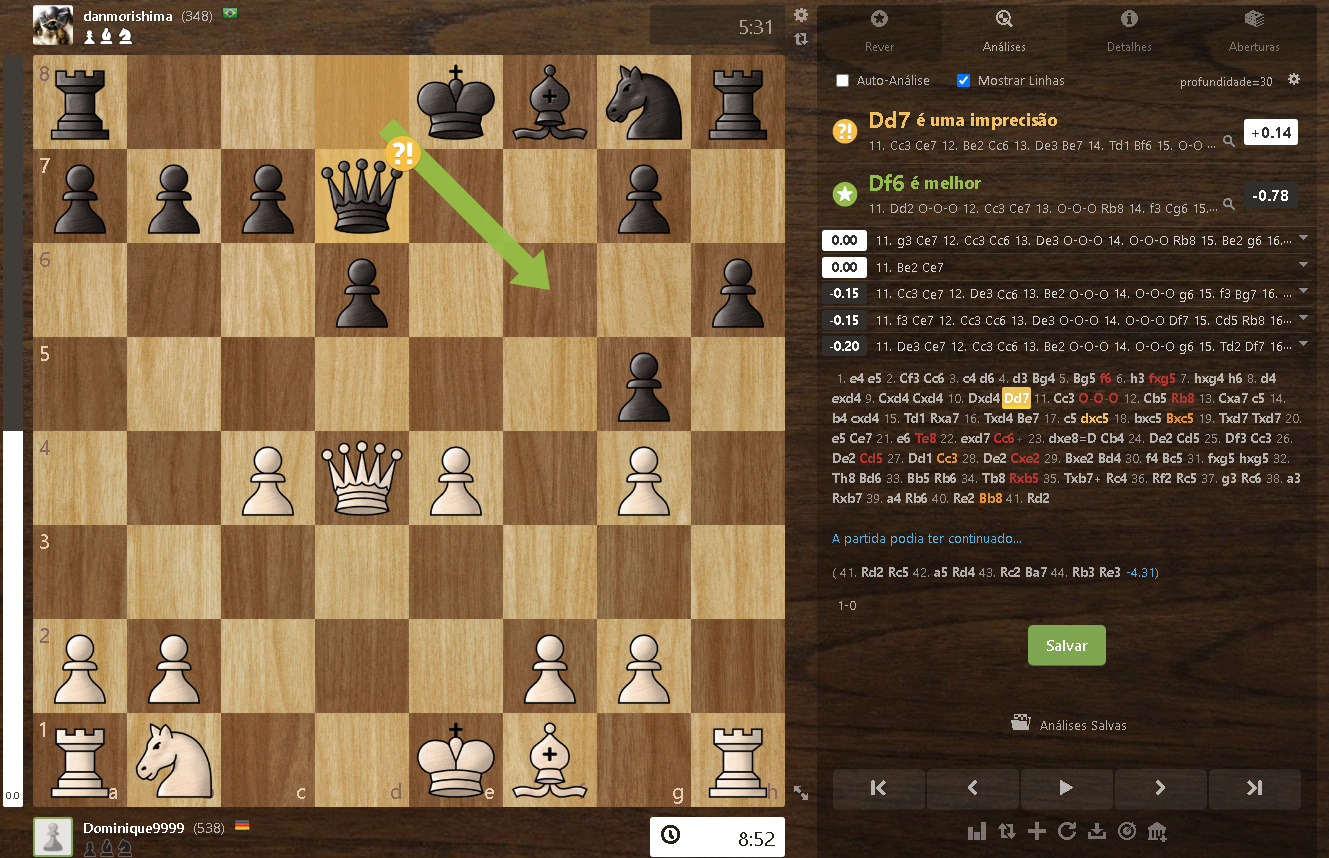 danmorishima (348)
5:31
8
7
6
5
4
3
2
1
a
c
d
e
g
h
0.0
Dominique9999 (538)
8:52
Rever
Análises
Detalhes
Aberturas
Auto-Análise
Mostrar Linhas
profundidade=30
?!
?!
Dd7 é uma imprecisão
11. Cc3 Ce7 12. Be2 Cc6 13. De3 Be7 14. Td1 Bf6 15. O-O ...
+0.14
Df6 é melhor
11. Dd2 O-O-O 12. Cc3 Ce7 13. O-O-O Rb8 14. f3 Cg6 15....
-0.78
0.00 11. g3 Ce7 12. Cc3 Cc6 13. De3 O-O-O 14. O-O-O Rb8 15. Be2 g6 16....
0.00 11. Be2 Ce7
-0.15 11. Cc3 Ce7 12. De3 Cc6 13. Be2 O-O-O 14. O-O-O g6 15. f3 Bg7 16. ...
-0.15 11. f3 Ce7 12. Cc3 Cc6 13. De3 O-O-O 14. O-O-O Df7 15. Cd5 Rb8 16...
-0.20 11. De3 Ce7 12. Cc3 Cc6 13. Be2 O-O-O 14. O-O-O g6 15. Td2 Df7 16...
1. e4 e5 2. Cf3 Cc6 3. c4 d6 4. d3 Bg4 5. Bg5 f6 6. h3 fxg5 7. hxg4 h6 8. d4
exd4 9. Cxd4 Cxd4 10. Dxd4 Dd7 11. Cc3 O-O-O 12. Cb5 Rb8 13. Cxa7 c5 14.
b4 cxd4 15. Td1 Rxa7 16. Txd4 Be7 17. c5 dxc5 18. bxc5 Bxc5 19. Txd7 Txd7 20.
e5 Ce7 21. e6 Te8 22. exd7 Cc6+ 23. dxe8=D Cb4 24. De2 Cd5 25. Df3 Cc3 26.
De2 Cd5 27. Dd1 Cc3 28. De2 Cxe2 29. Bxe2 Bd4 30. f4 Bc5 31. fxg5 hxg5 32.
Th8 Bd6 33. Bb5 Rb6 34. Tb8 Rxb5 35. Txb7+ Rc4 36. Rf2 Rc5 37. g3 Rc6 38. a3
Rxb7 39. a4 Rb6 40. Re2 Bb8 41. Rd2
A partida podia ter continuado...
( 41. Rd2 Rc5 42. a5 Rd4 43. Rc2 Ba7 44. Rb3 Re3 -4.31)
1-0
Salvar
Análises Salvas